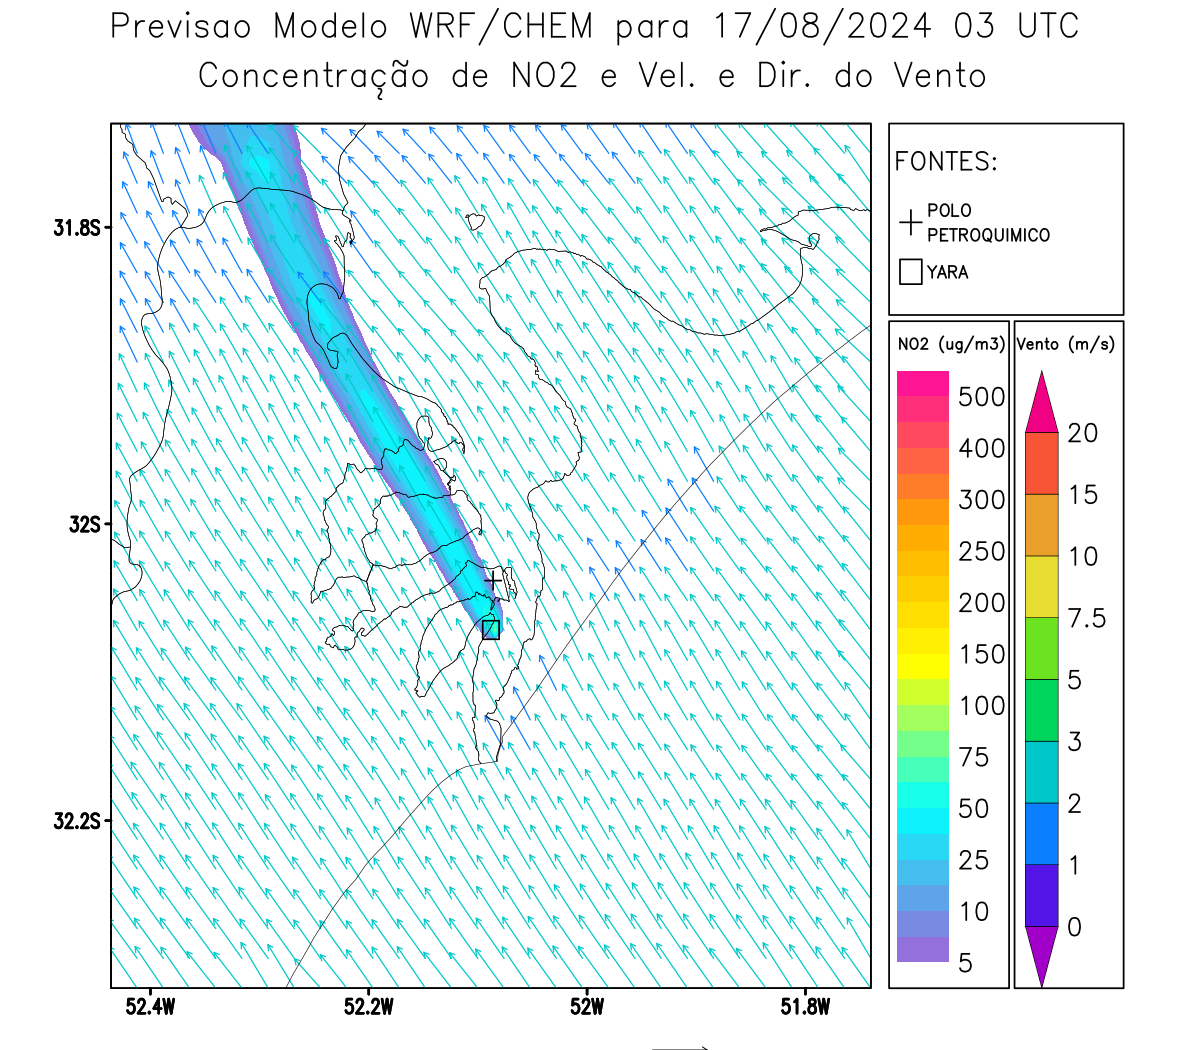 Previsao Modelo WRF/CHEM para 17/08/2024 03 UTC
Concentração de NO2 e Vel. e Dir. do Vento
FONTES:
POLO
PETROQUIMICO
YARA
NO2 (ug/m3)
500
400
300
250
200
150
100
75
50
25
10
5
Vento (m/s)
20
15
10
7.5
5
3
2
1
0
31.8S
32S
32.2S
52.4W
52.2W
52W
51.8W